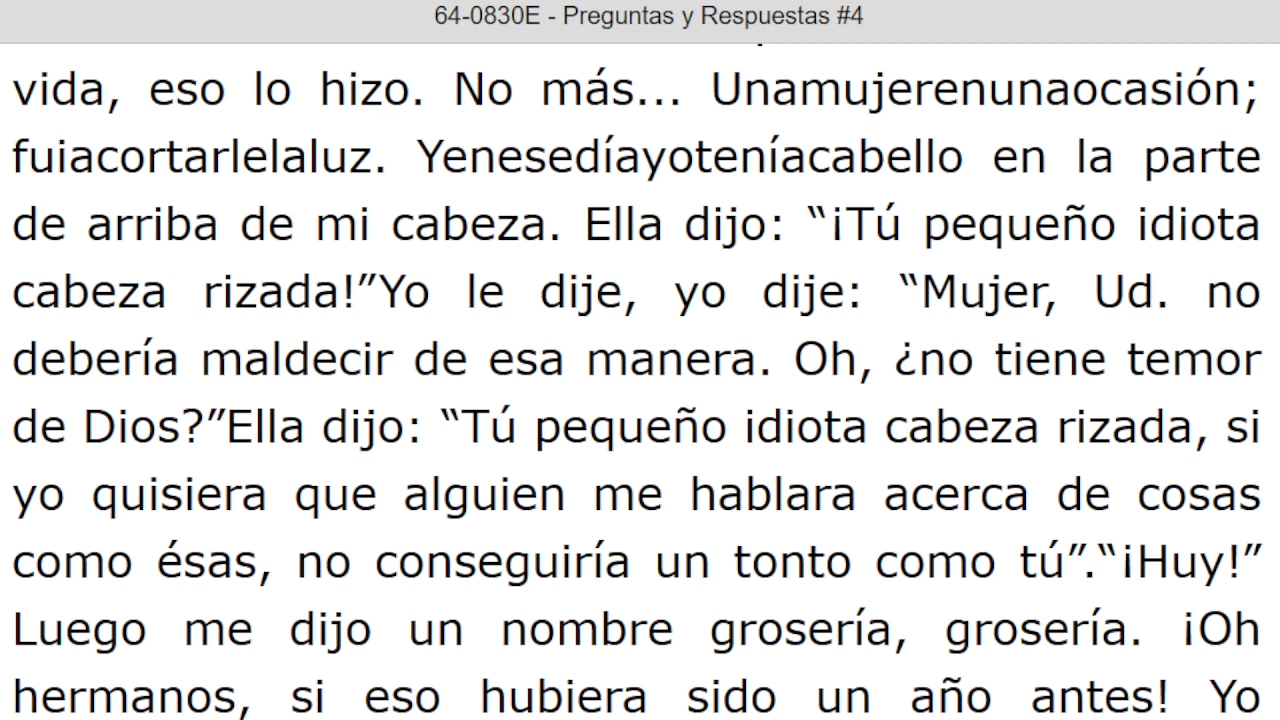 64-0830E - Preguntas y Respuestas #4
vida, eso lo hizo. No más... Unamujerenunaocasión;
fuiacortarlelaluz. Yenesedíayoteníacabello en la parte
de arriba de mi cabeza. Ella dijo: “¡Tú pequeño idiota
cabeza rizada!”Yo le dije, yo dije: “Mujer, Ud. no
debería maldecir de esa manera. Oh, ¿no tiene temor
de Dios?”Ella dijo: “Tú pequeño idiota cabeza rizada, si
yo quisiera que alguien me hablara acerca de cosas
como ésas, no conseguiría un tonto como tú”.“¡Huy!”
Luego me dijo un nombre grosería, grosería. ¡Oh
hermanos, si eso hubiera sido un año antes! Yo